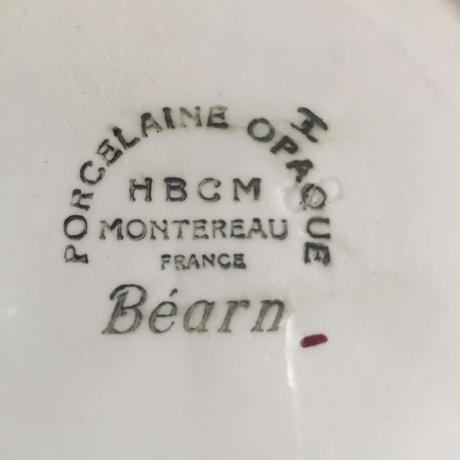 PORCELAINE OPAQUE
H
HBCM
MONTEREAU
FRANCE
Béarn